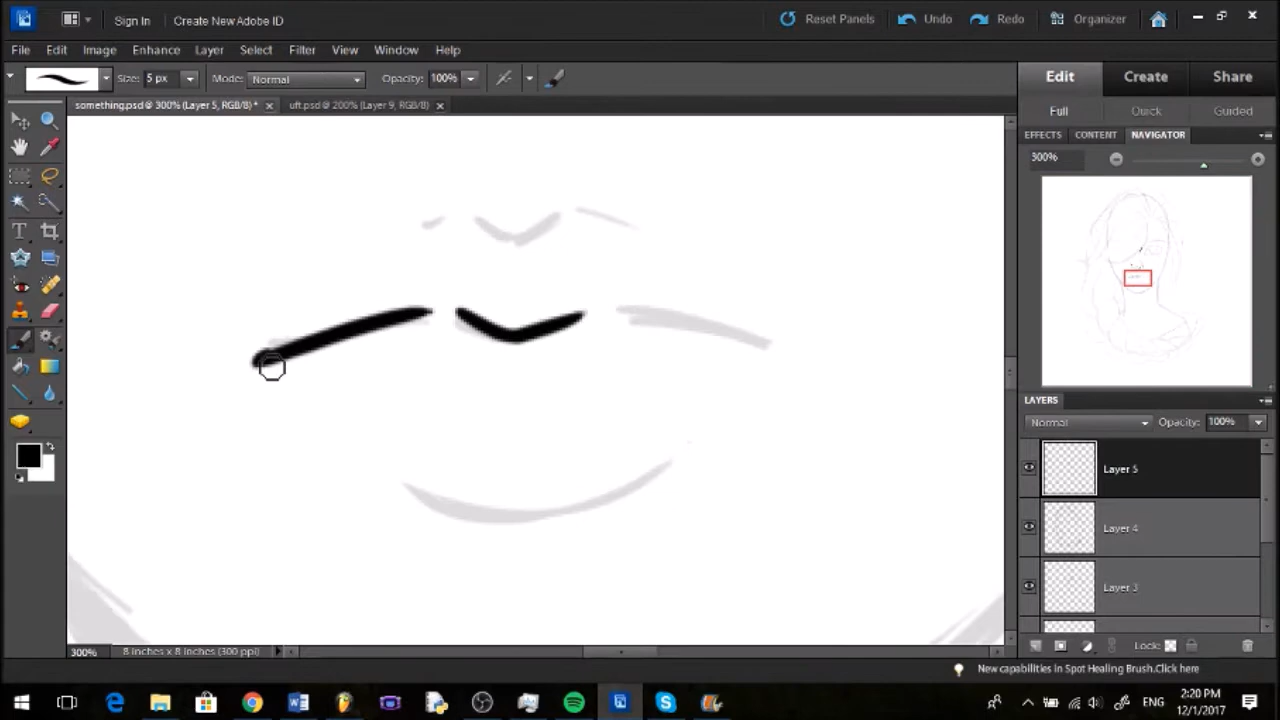 Sign In Create New Adobe ID Reset Panels Undo Redo Organizer
File Edit Image Enhance Layer Select Filter View Window Help
Size: 5 px Mode: Normal Opacity: 100%
Edit Create Share
something.psd @ 300% (Layer 5, RGB/8) * uft.psd @ 200% (Layer 9, RGB/8)
Full Quick Guided
EFFECTS CONTENT NAVIGATOR
300%
LAYERS
Normal Opacity: 100%
Layer 5
Layer 4
Layer 3
Lock:
300% 8 inches x 8 inches (300 ppi)
New capabilities in Spot Healing Brush.Click here
ENG 2:20 PM
12/1/2017